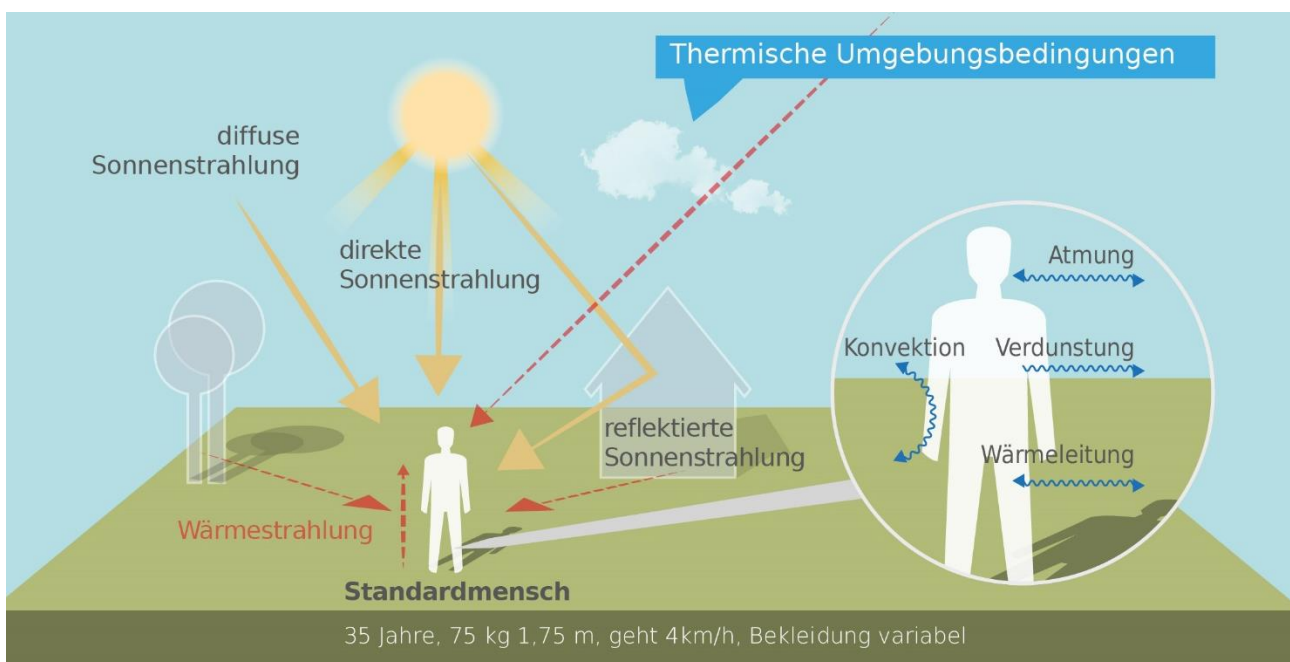 Thermische Umgebungsbedingungen
diffuse
Sonnenstrahlung
direkte
Sonnenstrahlung
Atmung
Konvektion
Verdunstung
reflektierte
Sonnenstrahlung
Wärmeleitung
Wärmestrahlung
Standardmensch
35 Jahre, 75 kg 1,75 m, geht 4km/h, Bekleidung variabel